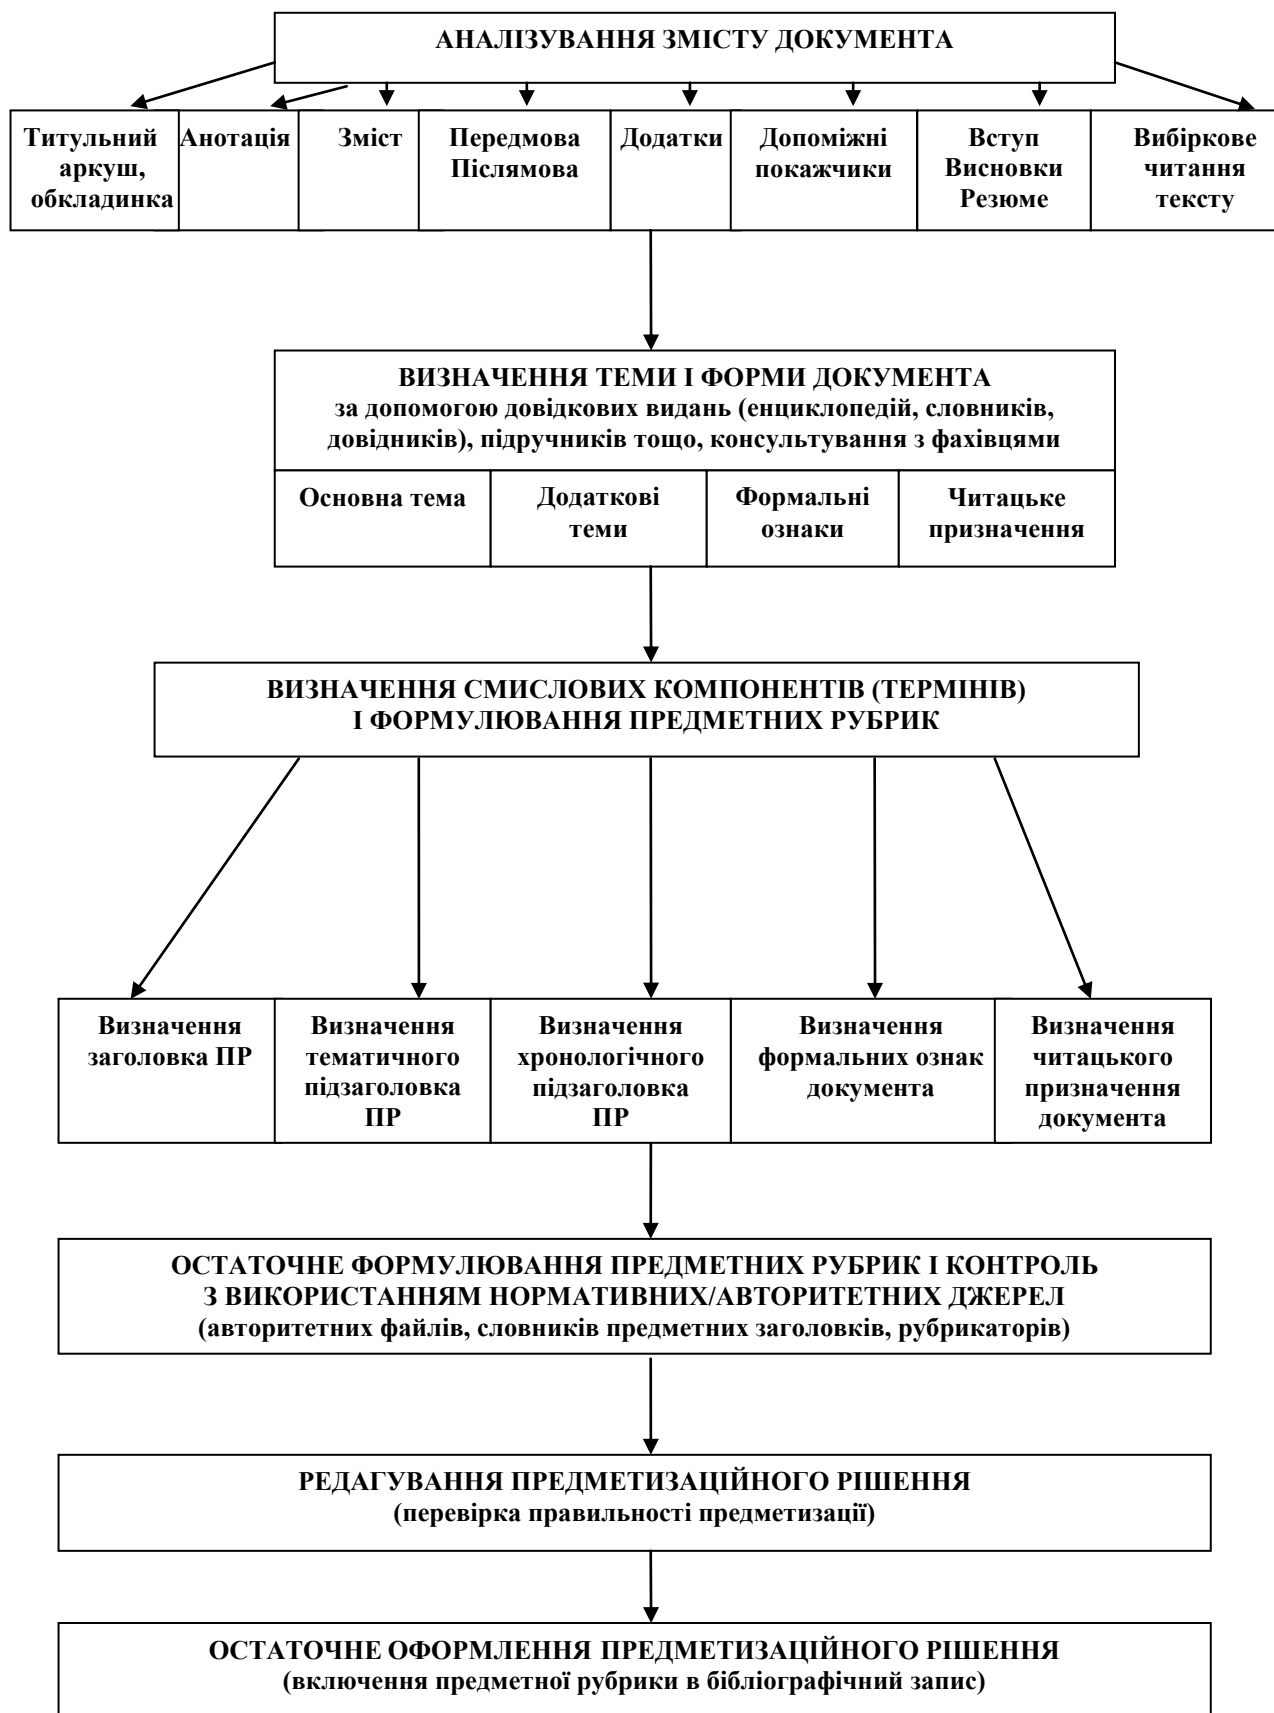 АНАЛІЗУВАННЯ ЗМІСТУ ДОКУМЕНТА
Титульний
аркуш,
обкладинка
Анотація
Зміст
Передмова
Післямова
Додатки
Допоміжні
покажчики
Вступ
Висновки
Резюме
Вибіркове
читання
тексту
ВИЗНАЧЕННЯ ТЕМИ І ФОРМИ ДОКУМЕНТА
за допомогою довідкових видань (енциклопедій, словників,
довідників), підручників тощо, консультування з фахівцями
Основна тема
Додаткові
теми
Формальні
ознаки
Читацьке
призначення
ВИЗНАЧЕННЯ СМИСЛОВИХ КОМПОНЕНТІВ (ТЕРМІНІВ)
І ФОРМУЛЮВАННЯ ПРЕДМЕТНИХ РУБРИК
Визначення
заголовка ПР
Визначення
тематичного
підзаголовка
ПР
Визначення
хронологічного
підзаголовка
ПР
Визначення
формальних ознак
документа
Визначення
читацького
призначення
документа
ОСТАТОЧНЕ ФОРМУЛЮВАННЯ ПРЕДМЕТНИХ РУБРИК І КОНТРОЛЬ
З ВИКОРИСТАННЯМ НОРМАТИВНИХ/АВТОРИТЕТНИХ ДЖЕРЕЛ
(авторитетних файлів, словників предметних заголовків, рубрикаторів)
РЕДАГУВАННЯ ПРЕДМЕТИЗАЦІЙНОГО РІШЕННЯ
(перевірка правильності предметизації)
ОСТАТОЧНЕ ОФОРМЛЕННЯ ПРЕДМЕТИЗАЦІЙНОГО РІШЕННЯ
(включення предметної рубрики в бібліографічний запис)